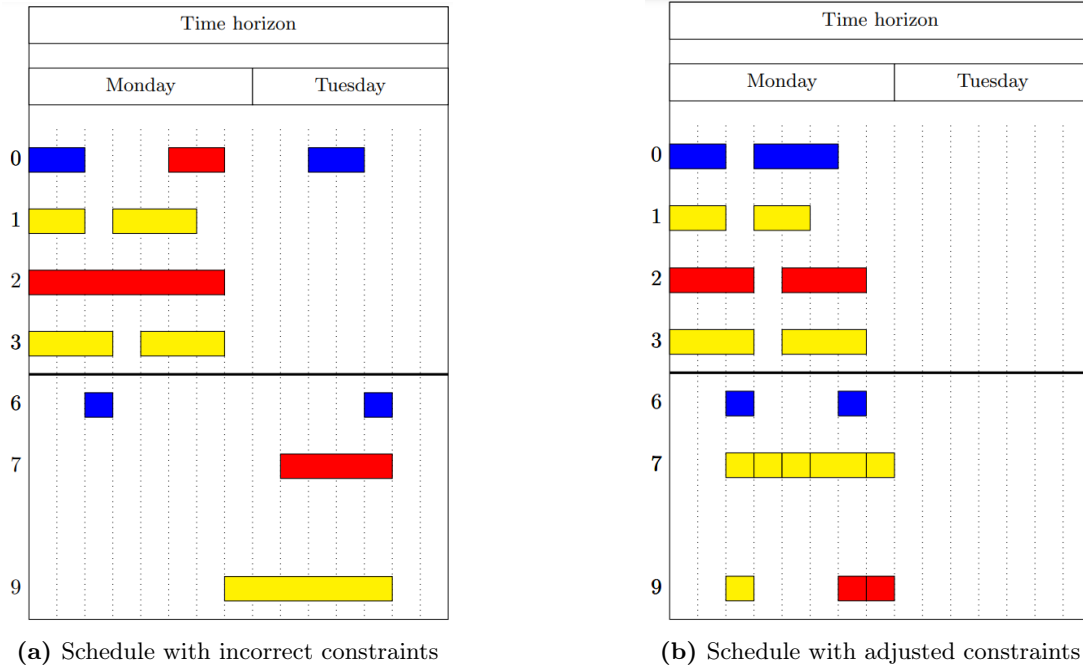 Time horizon
Monday Tuesday
0
1
2
3
6
7
9
(a) Schedule with incorrect constraints
Time horizon
Monday Tuesday
0
1
2
3
6
7
9
(b) Schedule with adjusted constraints